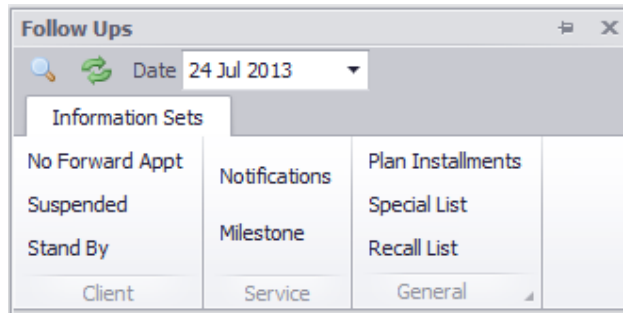 Follow Ups
Date 24 Jul 2013
Information Sets
No Forward Appt
Suspended
Stand By
Client
Notifications
Milestone
Service
Plan Installments
Special List
Recall List
General